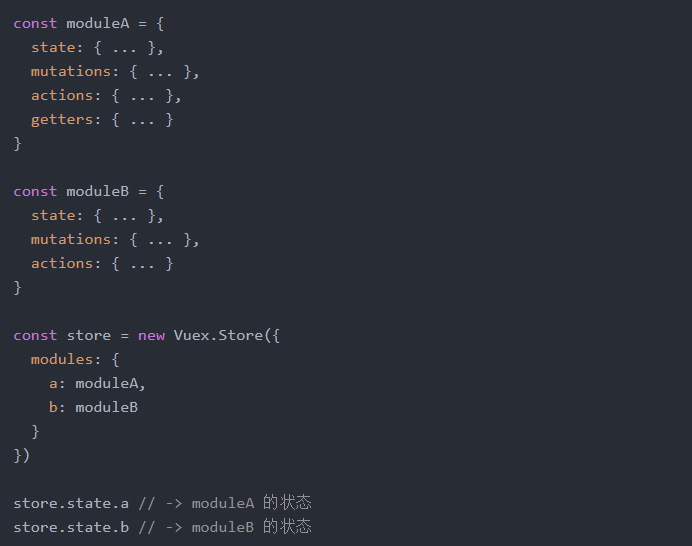 const moduleA = {
  state: { ... },
  mutations: { ... },
  actions: { ... },
  getters: { ... }
}

const moduleB = {
  state: { ... },
  mutations: { ... },
  actions: { ... }
}

const store = new Vuex.Store({
  modules: {
    a: moduleA,
    b: moduleB
  }
})

store.state.a // -> moduleA 的状态
store.state.b // -> moduleB 的状态